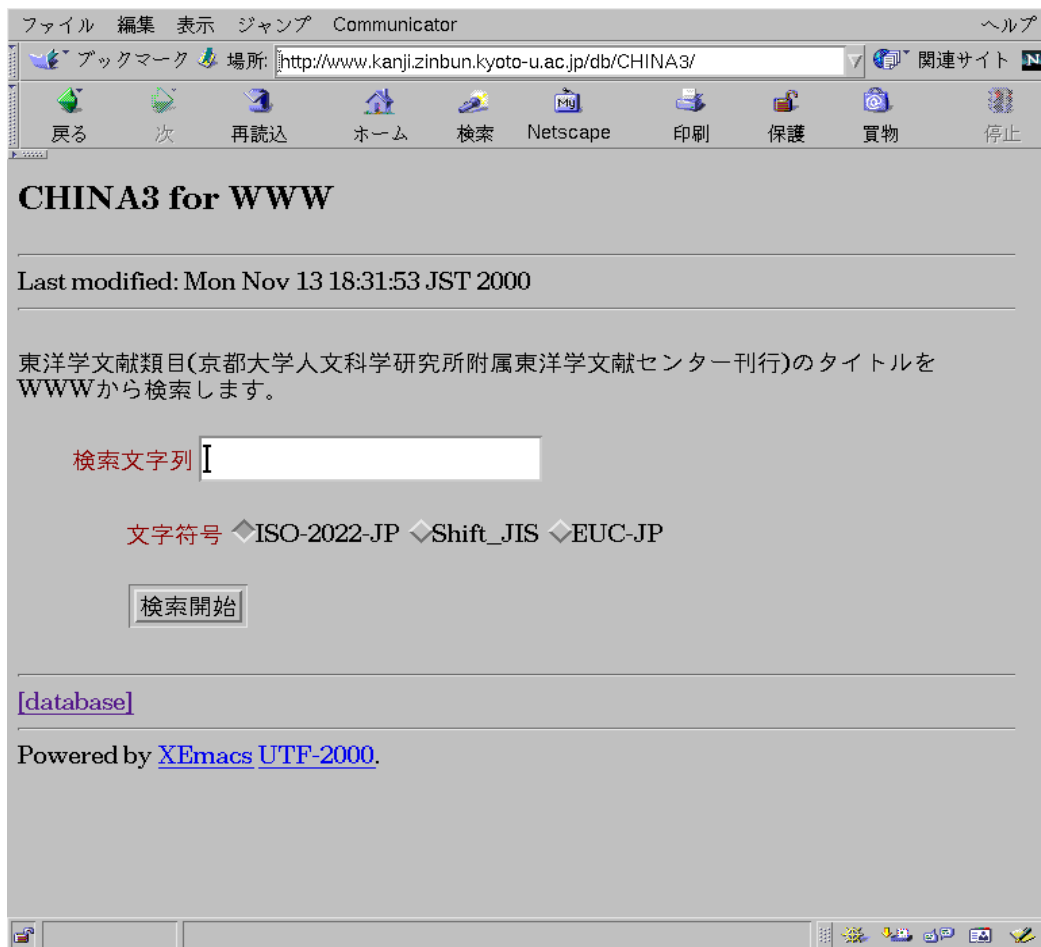 ファイル 編集 表示 ジャンプ Communicator ヘルプ
ブックマーク 場所: http://www.kanji.zinbun.kyoto-u.ac.jp/db/CHINA3/ 関連サイト N
My
戻る 次 再読込 ホーム 検索 Netscape 印刷 保護 買物 停止
CHINA3 for WWW
Last modified: Mon Nov 13 18:31:53 JST 2000
東洋学文献類目(京都大学人文科学研究所附属東洋学文献センター刊行)のタイトルを
WWWから検索します。
検索文字列
文字符号 ISO-2022-JP Shift_JIS EUC-JP
検索開始
[database]
Powered by XEmacs UTF-2000.